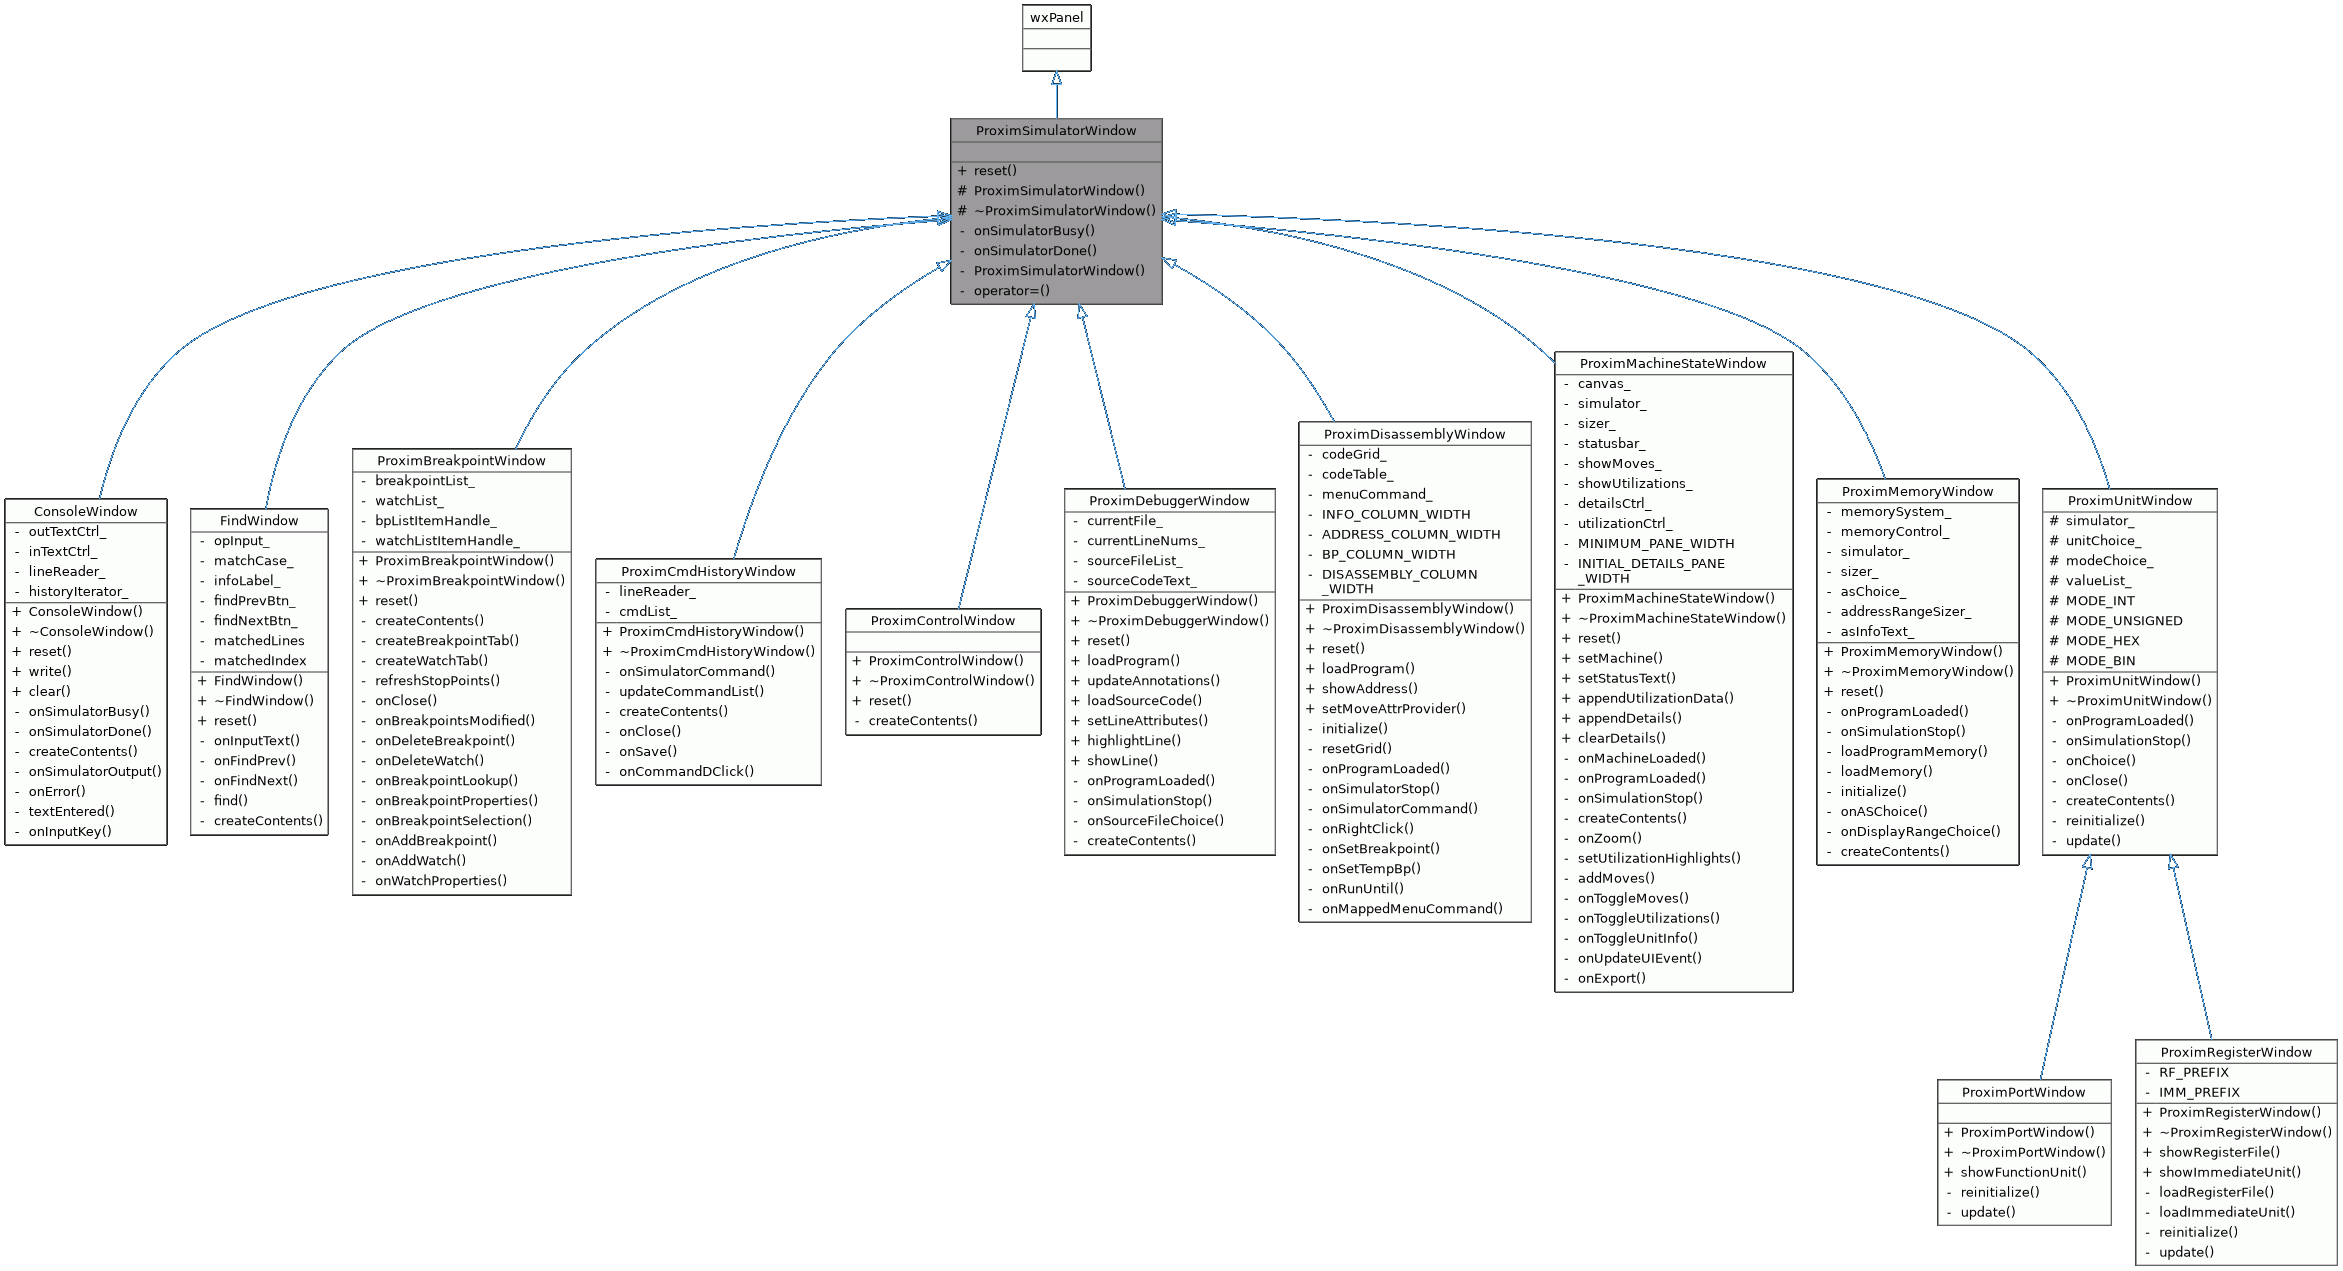 wxPanel
ProximSimulatorWindow
+ reset()
# ProximSimulatorWindow()
# ~ProximSimulatorWindow()
- onSimulatorBusy()
- onSimulatorDone()
- ProximSimulatorWindow()
- operator=()
ConsoleWindow
- outTextCtrl_
- inTextCtrl_
- lineReader_
- historyIterator_
+ ConsoleWindow()
+ ~ConsoleWindow()
+ reset()
+ write()
+ clear()
- onSimulatorBusy()
- onSimulatorDone()
- createContents()
- onSimulatorOutput()
- onError()
- textEntered()
- onInputKey()
FindWindow
- opInput_
- matchCase_
- infoLabel_
- findPrevBtn_
- findNextBtn_
- matchedLines
- matchedIndex
+ FindWindow()
+ ~FindWindow()
+ reset()
- onInputText()
- onFindPrev()
- onFindNext()
- find()
- createContents()
ProximBreakpointWindow
- breakpointList_
- watchList_
- bpListItemHandle_
- watchListItemHandle_
+ ProximBreakpointWindow()
+ ~ProximBreakpointWindow()
+ reset()
- createContents()
- createBreakpointTab()
- createWatchTab()
- refreshStopPoints()
- onClose()
- onBreakpointsModified()
- onDeleteBreakpoint()
- onDeleteWatch()
- onBreakpointLookup()
- onBreakpointProperties()
- onBreakpointSelection()
- onAddBreakpoint()
- onAddWatch()
- onWatchProperties()
ProximCmdHistoryWindow
- lineReader_
- cmdList_
+ ProximCmdHistoryWindow()
+ ~ProximCmdHistoryWindow()
- onSimulatorCommand()
- updateCommandList()
- createContents()
- onClose()
- onSave()
- onCommandDClick()
ProximControlWindow
+ ProximControlWindow()
+ ~ProximControlWindow()
+ reset()
- createContents()
ProximDebuggerWindow
- currentFile_
- currentLineNums_
- sourceFileList_
- sourceCodeText_
+ ProximDebuggerWindow()
+ ~ProximDebuggerWindow()
+ reset()
+ loadProgram()
+ updateAnnotations()
+ loadSourceCode()
+ setLineAttributes()
+ highlightLine()
+ showLine()
- onProgramLoaded()
- onSimulationStop()
- onSourceFileChoice()
- createContents()
ProximDisassemblyWindow
- codeGrid_
- codeTable_
- menuCommand_
- INFO_COLUMN_WIDTH
- ADDRESS_COLUMN_WIDTH
- BP_COLUMN_WIDTH
- DISASSEMBLY_COLUMN
_WIDTH
+ ProximDisassemblyWindow()
+ ~ProximDisassemblyWindow()
+ reset()
+ loadProgram()
+ showAddress()
+ setMoveAttrProvider()
- initialize()
- resetGrid()
- onProgramLoaded()
- onSimulatorStop()
- onSimulatorCommand()
- onRightClick()
- onSetBreakpoint()
- onSetTempBp()
- onRunUntil()
- onMappedMenuCommand()
ProximMachineStateWindow
- canvas_
- simulator_
- sizer_
- statusbar_
- showMoves_
- showUtilizations_
- detailsCtrl_
- utilizationCtrl_
- MINIMUM_PANE_WIDTH
- INITIAL_DETAILS_PANE
_WIDTH
+ ProximMachineStateWindow()
+ ~ProximMachineStateWindow()
+ reset()
+ setMachine()
+ setStatusText()
+ appendUtilizationData()
+ appendDetails()
+ clearDetails()
- onMachineLoaded()
- onProgramLoaded()
- onSimulationStop()
- createContents()
- onZoom()
- setUtilizationHighlights()
- addMoves()
- onToggleMoves()
- onToggleUtilizations()
- onToggleUnitInfo()
- onUpdateUIEvent()
- onExport()
ProximMemoryWindow
- memorySystem_
- memoryControl_
- simulator_
- sizer_
- asChoice_
- addressRangeSizer_
- asInfoText_
+ ProximMemoryWindow()
+ ~ProximMemoryWindow()
+ reset()
- onProgramLoaded()
- onSimulationStop()
- loadProgramMemory()
- loadMemory()
- initialize()
- onASChoice()
- onDisplayRangeChoice()
- createContents()
ProximUnitWindow
# simulator_
# unitChoice_
# modeChoice_
# valueList_
# MODE_INT
# MODE_UNSIGNED
# MODE_HEX
# MODE_BIN
+ ProximUnitWindow()
+ ~ProximUnitWindow()
- onProgramLoaded()
- onSimulationStop()
- onChoice()
- onClose()
- createContents()
- reinitialize()
- update()
ProximPortWindow
+ ProximPortWindow()
+ ~ProximPortWindow()
+ showFunctionUnit()
- reinitialize()
- update()
ProximRegisterWindow
- RF_PREFIX
- IMM_PREFIX
+ ProximRegisterWindow()
+ ~ProximRegisterWindow()
+ showRegisterFile()
+ showImmediateUnit()
- loadRegisterFile()
- loadImmediateUnit()
- reinitialize()
- update()